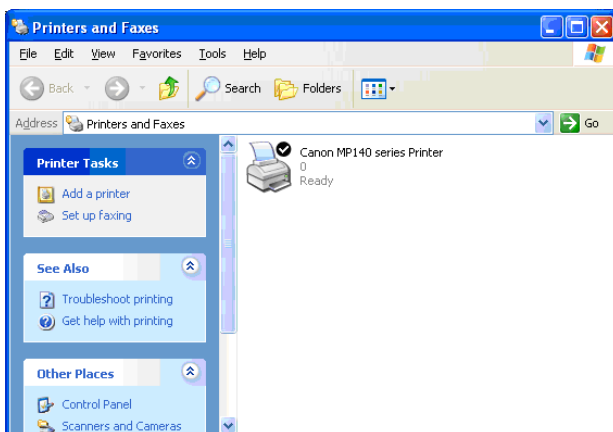 Printers and Faxes
File Edit View Favorites Tools Help
Back Search Folders
Address Printers and Faxes Go
Printer Tasks
Add a printer
Set up faxing
See Also
Troubleshoot printing
Get help with printing
Other Places
Control Panel
Scanners and Cameras
Canon MP140 series Printer
0
Ready